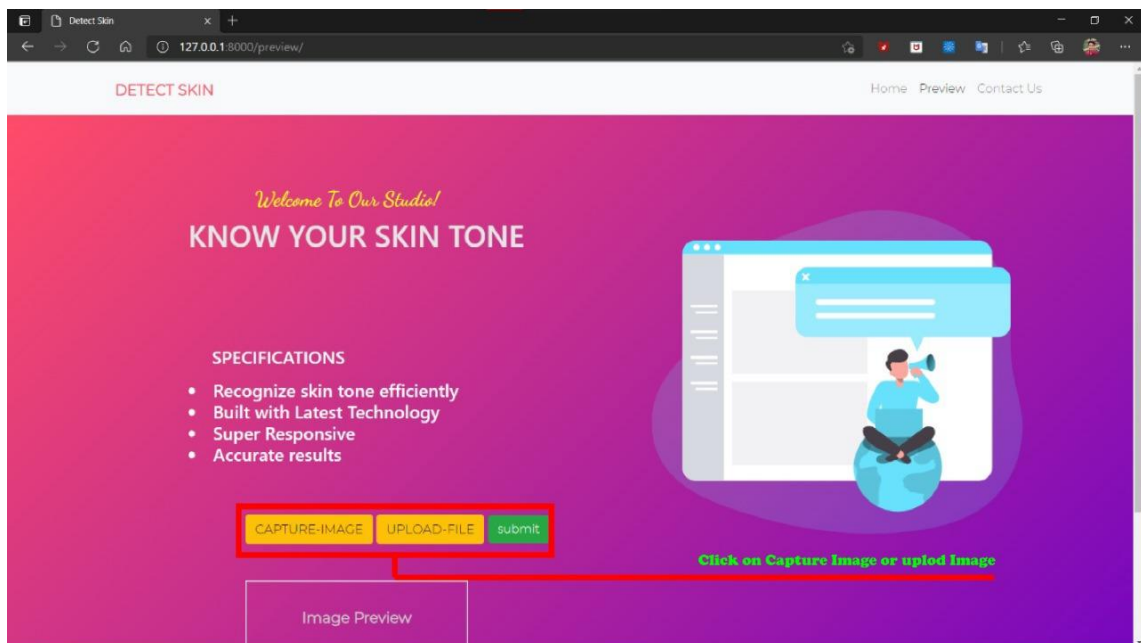 Detect Skin
127.0.0.1:8000/preview/
DETECT SKIN
Home Preview Contact Us
Welcome To Our Studio!
KNOW YOUR SKIN TONE
SPECIFICATIONS
• Recognize skin tone efficiently
• Built with Latest Technology
• Super Responsive
• Accurate results
CAPTURE-IMAGE UPLOAD-FILE submit
Click on Capture Image or uplod Image
Image Preview